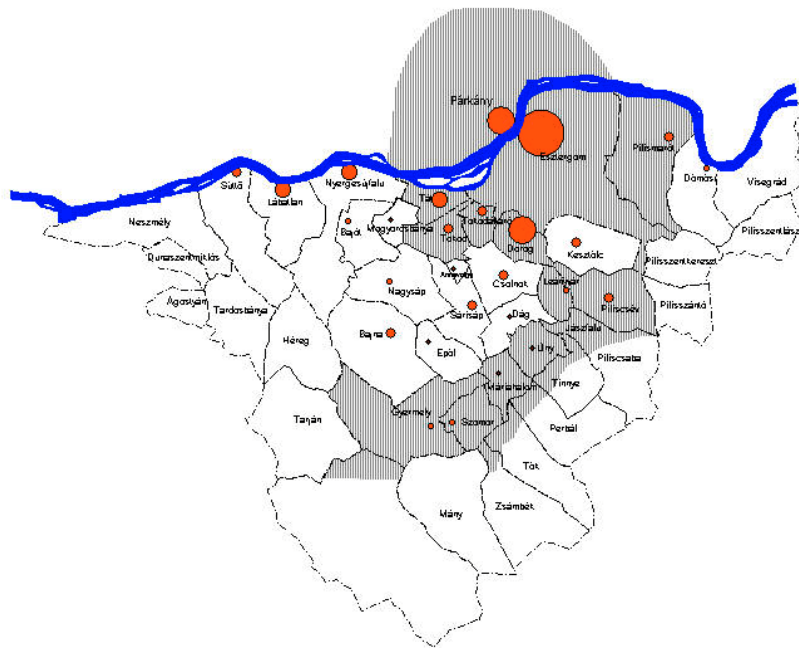 Párkány
Esztergom
Pilismarót
Dömös
Visegrád
Süttő
Lábatlan
Nyergesújfalu
Tát
Tokod
Dorog
Kesztölc
Pilisszentkereszt
Pilisszentlász
Neszmély
Bajót
Mogyorósbánya
Dunaszentmiklós
Ágostyán
Tardosbánya
Nagysáp
Csolnok
Leányvár
Piliscsév
Pilisszántó
Sárisáp
Dág
Jászfalu
Héreg
Bajna
Epöl
Úny
Piliscsaba
Máriahalom
Tinnye
Gyermely
Szomor
Perbál
Tarján
Tök
Mány
Zsámbék